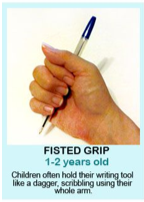 FISTED GRIP
1-2 years old
Children often hold their writing tool
like a dagger, scribbling using their
whole arm.